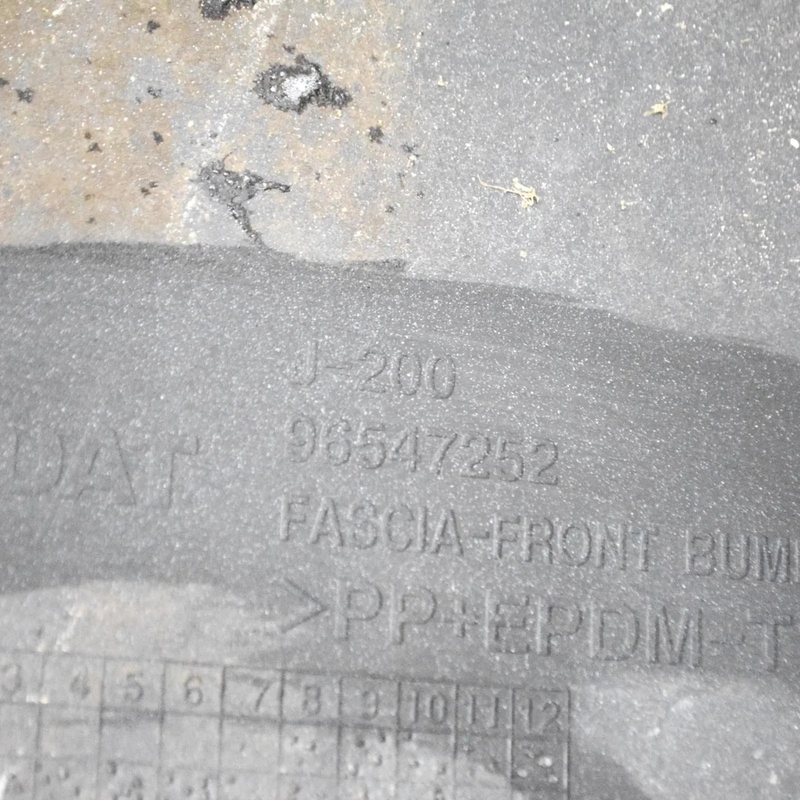 J-200
DAT
96547252
FASCIA-FRONT BUM
>PP+EPDM-T
3 4 5 6 7 8 9 10 11 12